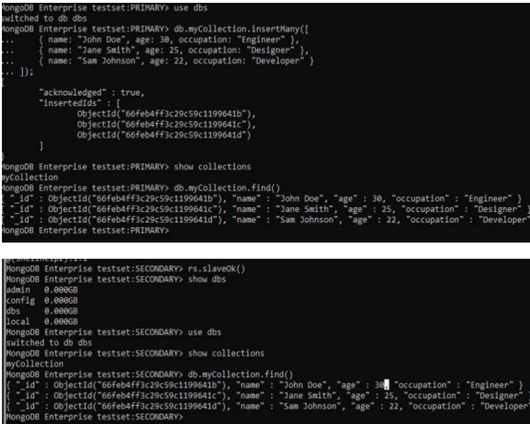 MongoDB Enterprise testset:PRIMARY> use dbs
switched to db dbs
MongoDB Enterprise testset:PRIMARY> db.myCollection.insertMany([
...     { name: "John Doe", age: 30, occupation: "Engineer" },
...     { name: "Jane Smith", age: 25, occupation: "Designer" },
...     { name: "Sam Johnson", age: 22, occupation: "Developer" }
... ]);
{
"acknowledged" : true,
"insertedIds" : [
ObjectId("66feb4ff3c29c59c1199641b"),
ObjectId("66feb4ff3c29c59c1199641c"),
ObjectId("66feb4ff3c29c59c1199641d")
]
}
MongoDB Enterprise testset:PRIMARY> show collections
myCollection
MongoDB Enterprise testset:PRIMARY> db.myCollection.find()
{ "_id" : ObjectId("66feb4ff3c29c59c1199641b"), "name" : "John Doe", "age" : 30, "occupation" : "Engineer" }
{ "_id" : ObjectId("66feb4ff3c29c59c1199641c"), "name" : "Jane Smith", "age" : 25, "occupation" : "Designer" }
{ "_id" : ObjectId("66feb4ff3c29c59c1199641d"), "name" : "Sam Johnson", "age" : 22, "occupation" : "Developer"
MongoDB Enterprise testset:PRIMARY>
MongoDB Enterprise testset:SECONDARY> rs.slaveOk()
MongoDB Enterprise testset:SECONDARY> show dbs
admin   0.000GB
config  0.000GB
dbs     0.000GB
local   0.000GB
MongoDB Enterprise testset:SECONDARY> use dbs
switched to db dbs
MongoDB Enterprise testset:SECONDARY> show collections
myCollection
MongoDB Enterprise testset:SECONDARY> db.myCollection.find()
{ "_id" : ObjectId("66feb4ff3c29c59c1199641b"), "name" : "John Doe", "age" : 30, "occupation" : "Engineer" }
{ "_id" : ObjectId("66feb4ff3c29c59c1199641c"), "name" : "Jane Smith", "age" : 25, "occupation" : "Designer" }
{ "_id" : ObjectId("66feb4ff3c29c59c1199641d"), "name" : "Sam Johnson", "age" : 22, "occupation" : "Developer"
MongoDB Enterprise testset:SECONDARY>